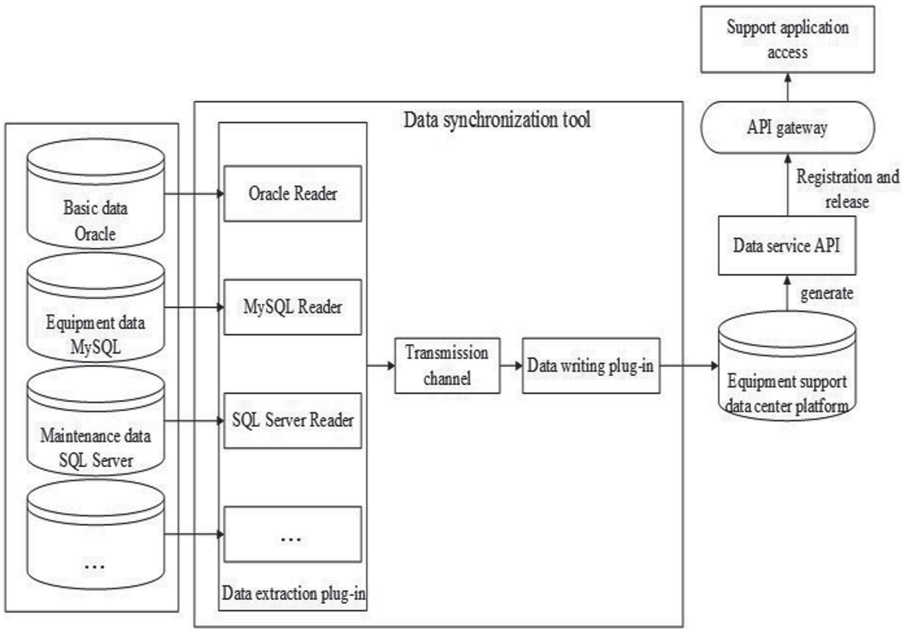 Support application
access
Data synchronization tool
API gateway
Registration and
release
Basic data
Oracle
Oracle Reader
Data service API
generate
Equipment data
MySQL
MySQL Reader
Transmission
channel
Data writing plug-in
Equipment support
data center platform
Maintenance data
SQL Server
SQL Server Reader
...
...
Data extraction plug-in